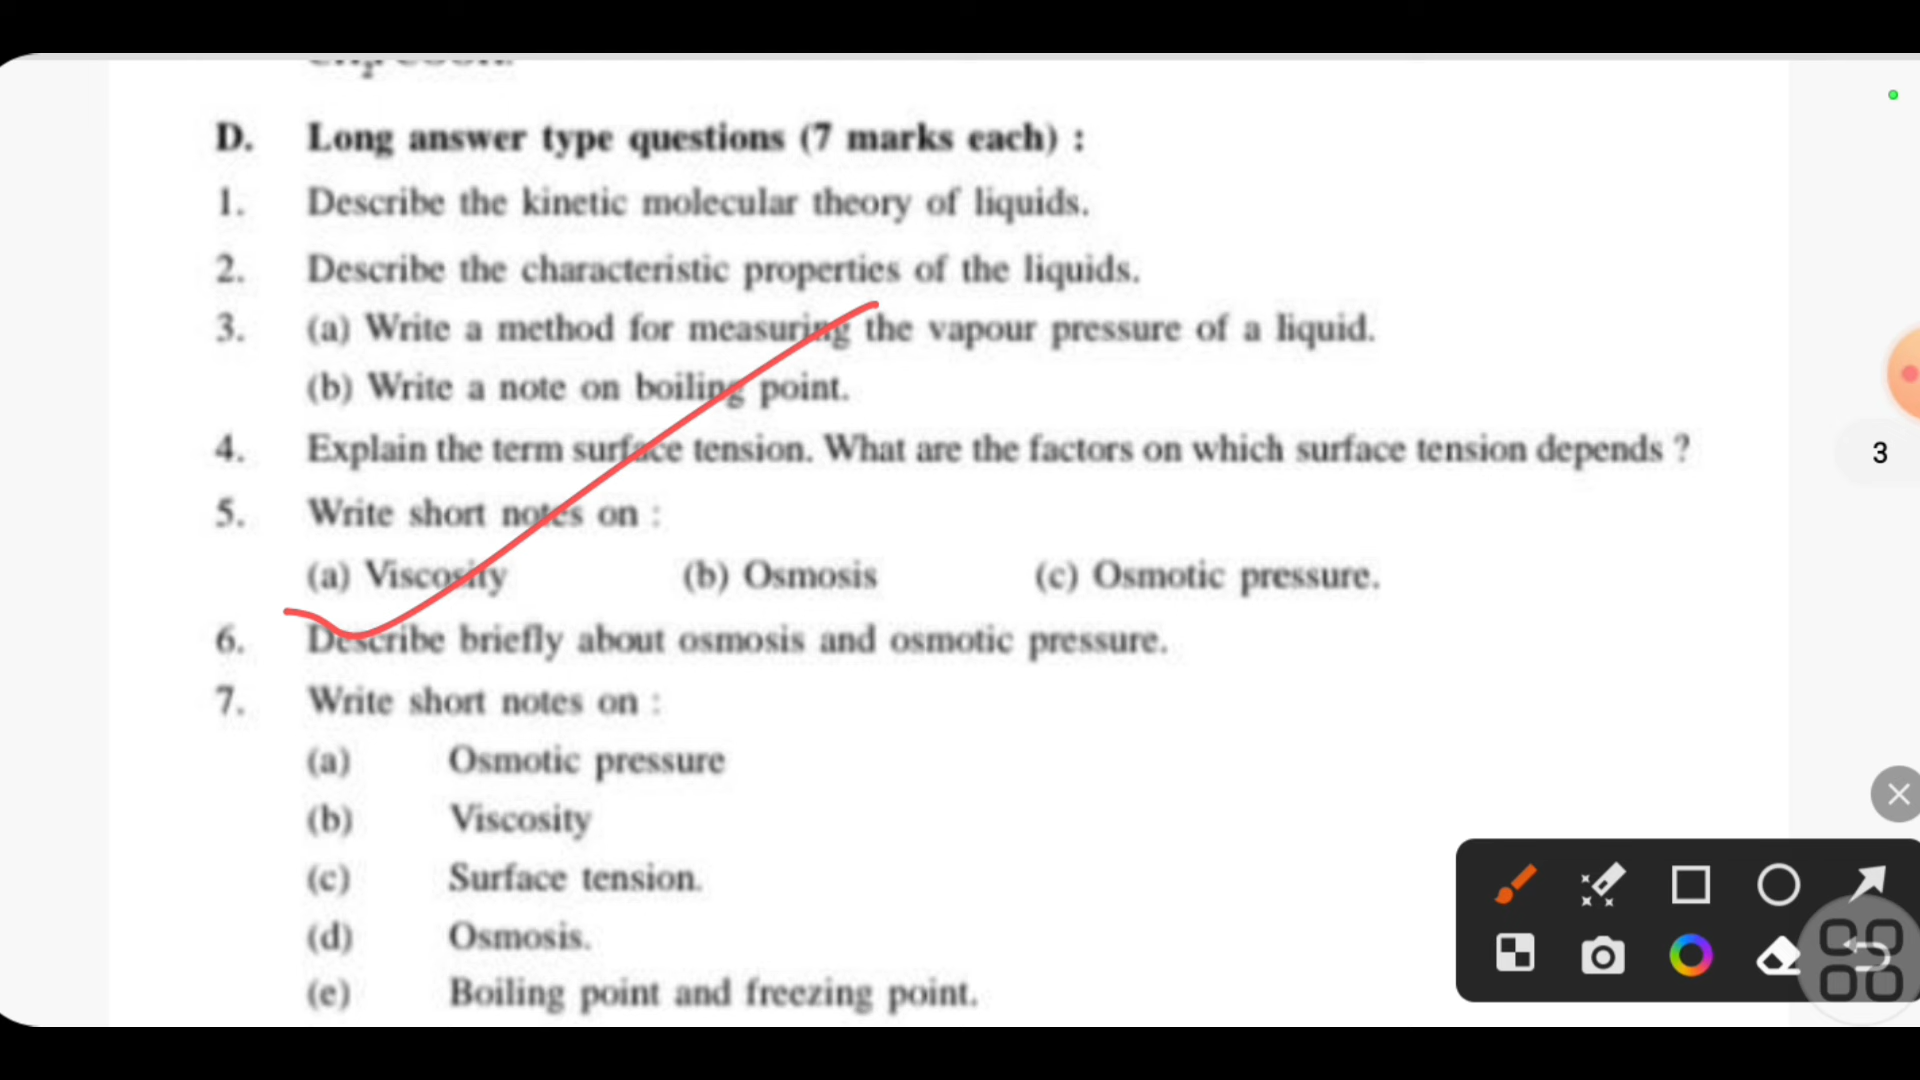 D. Long answer type questions (7 marks each) :
1. Describe the kinetic molecular theory of liquids.
2. Describe the characteristic properties of the liquids.
3. (a) Write a method for measuring the vapour pressure of a liquid.
(b) Write a note on boiling point.
4. Explain the term surface tension. What are the factors on which surface tension depends ?
5. Write short notes on :
(a) Viscosity (b) Osmosis (c) Osmotic pressure.
6. Describe briefly about osmosis and osmotic pressure.
7. Write short notes on :
(a) Osmotic pressure
(b) Viscosity
(c) Surface tension.
(d) Osmosis.
(e) Boiling point and freezing point.
3